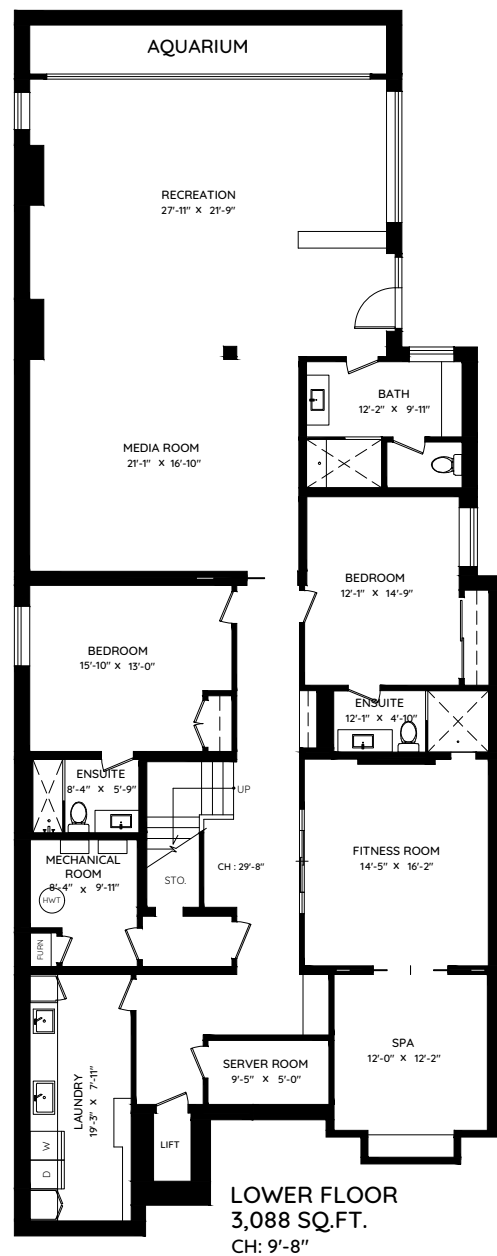 AQUARIUM
RECREATION
27'-11" x 21'-9"
BATH
12'-2" x 9'-11"
MEDIA ROOM
21'-1" x 16'-10"
BEDROOM
12'-1" x 14'-9"
BEDROOM
15'-10" x 13'-0"
ENSUITE
12'-1" x 4'-10"
ENSUITE
8'-4" x 5'-9"
UP
FITNESS ROOM
14'-5" x 16'-2"
MECHANICAL
ROOM
8'-4" x 9'-11"
CH : 29'-8"
STO.
HWT
FURN
SPA
12'-0" x 12'-2"
SERVER ROOM
9'-5" x 5'-0"
LAUNDRY
19'-3" x 7'-11"
W
D
LIFT
LOWER FLOOR
3,088 SQ.FT.
CH: 9'-8"